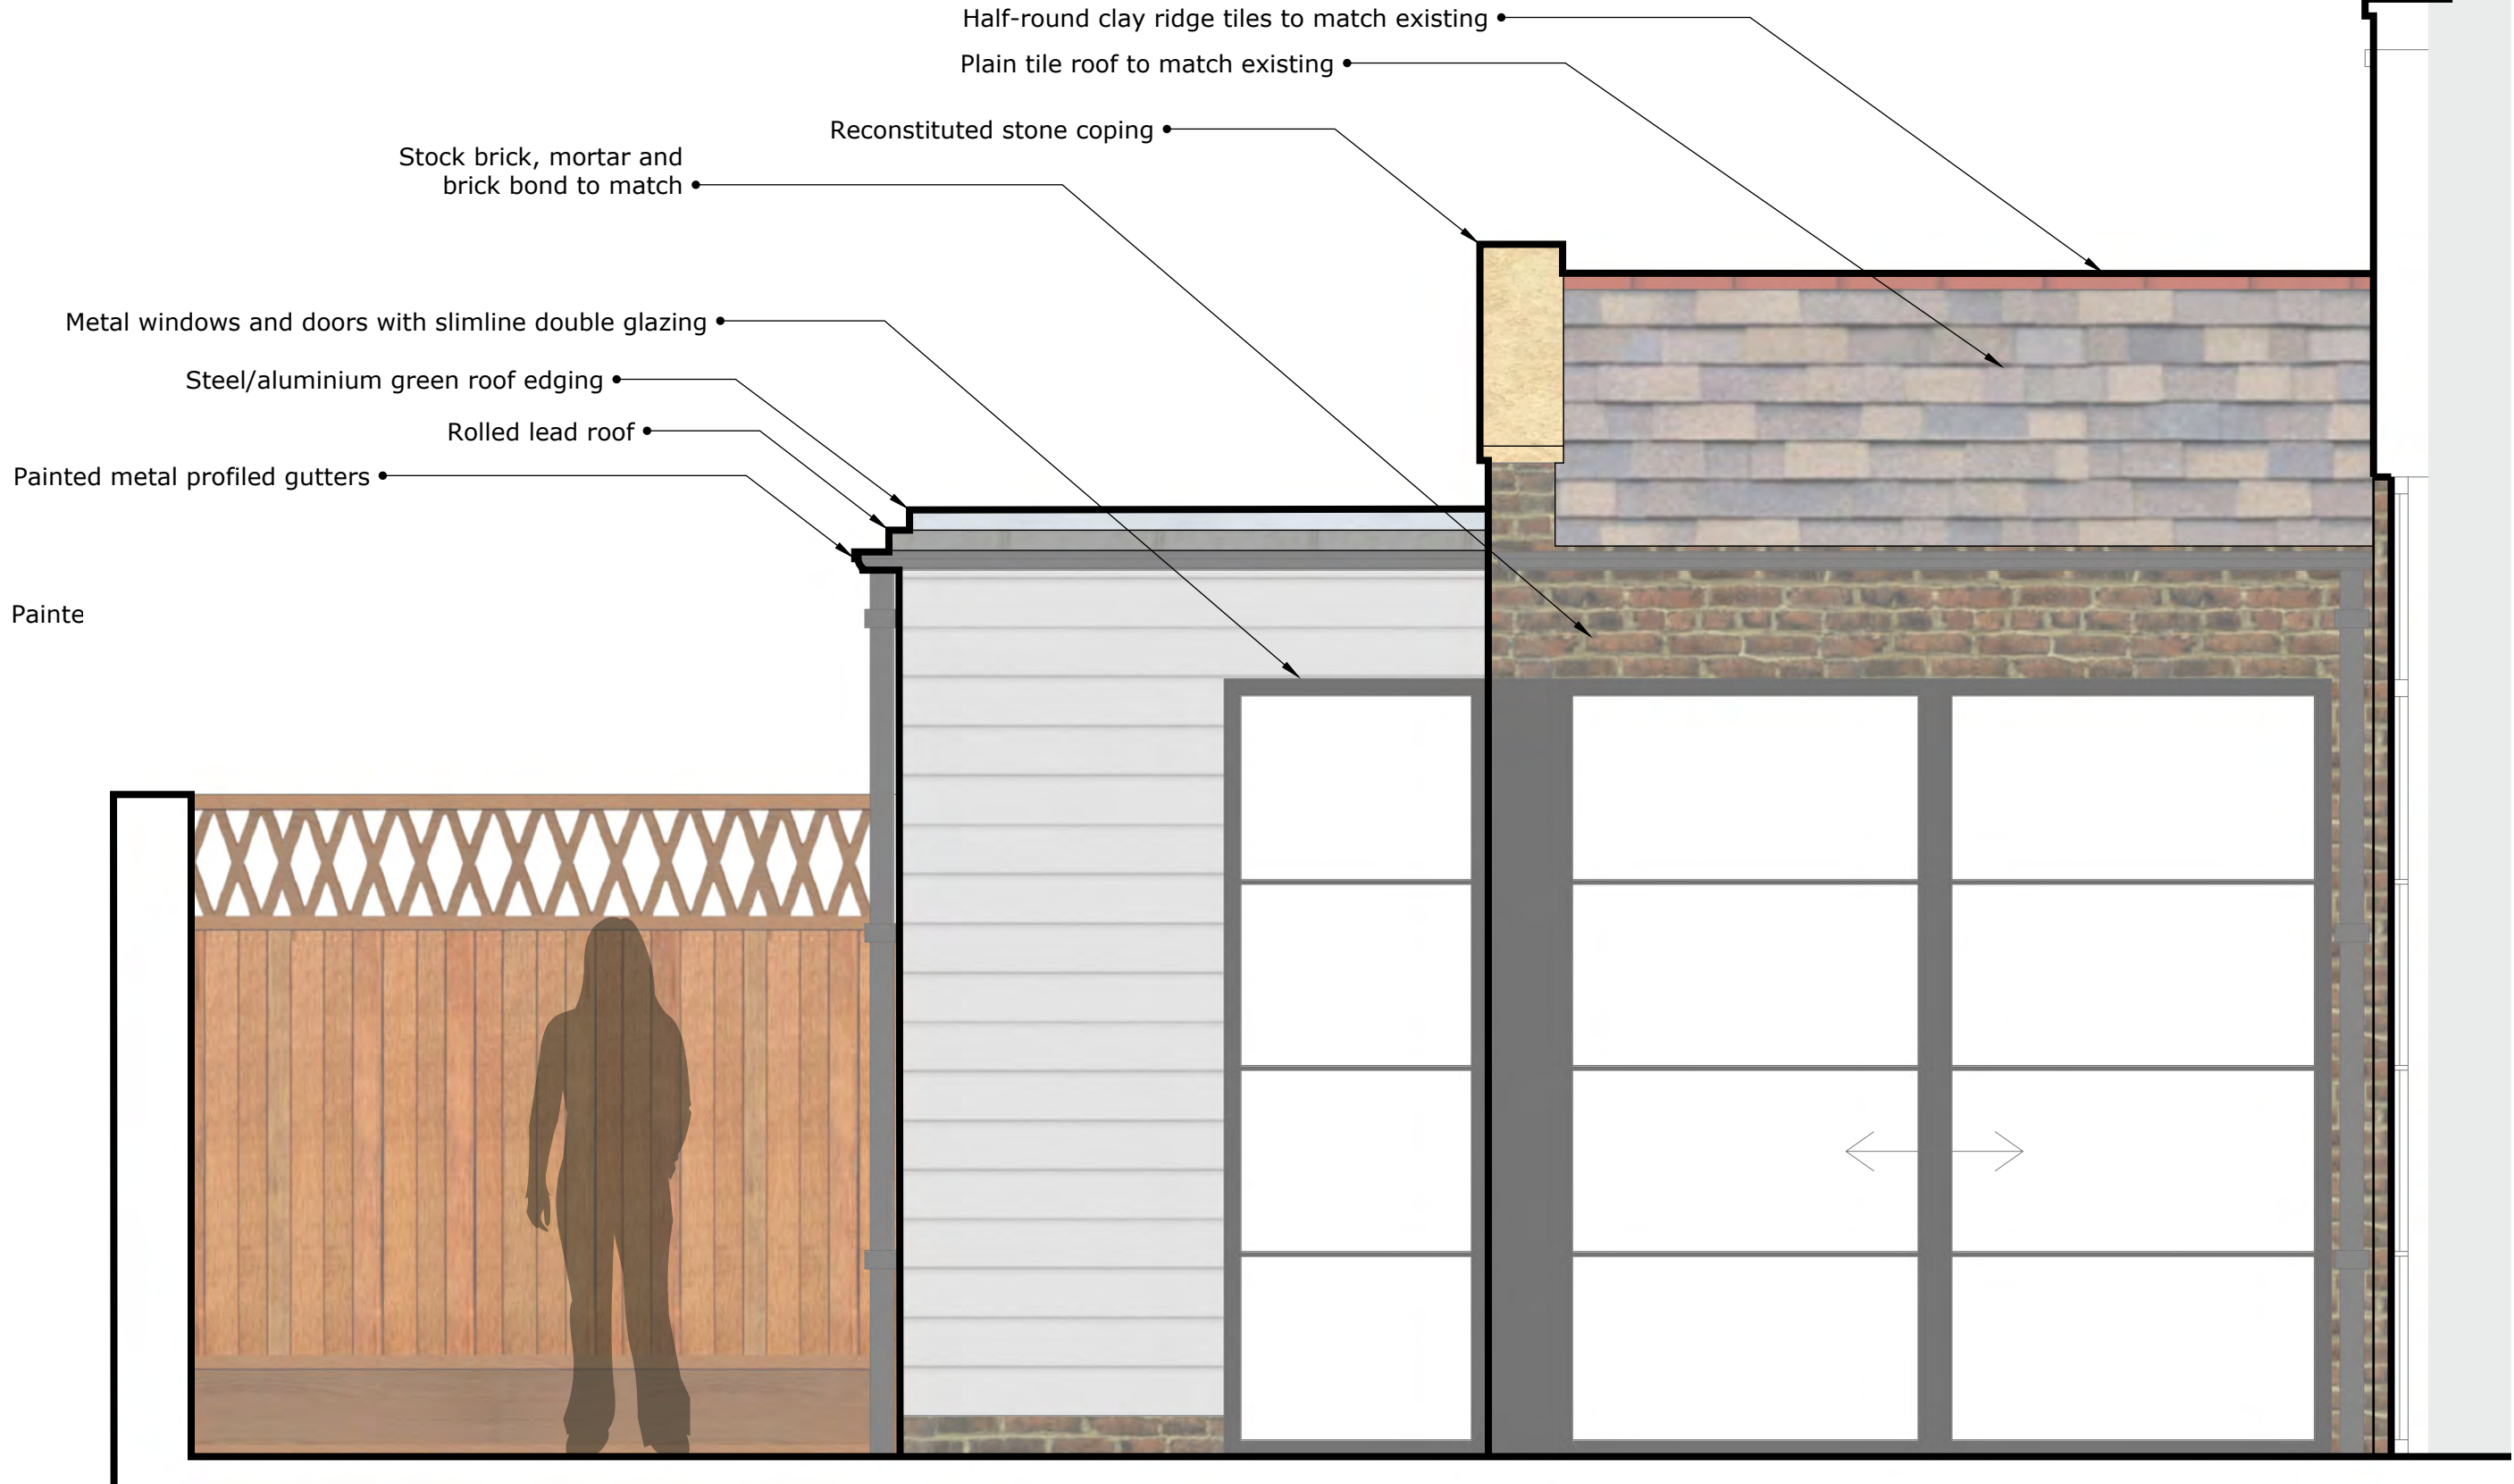 Half-round clay ridge tiles to match existing
Plain tile roof to match existing
Reconstituted stone coping
Stock brick, mortar and
brick bond to match
Metal windows and doors with slimline double glazing
Steel/aluminium green roof edging
Rolled lead roof
Painted metal profiled gutters
Painte